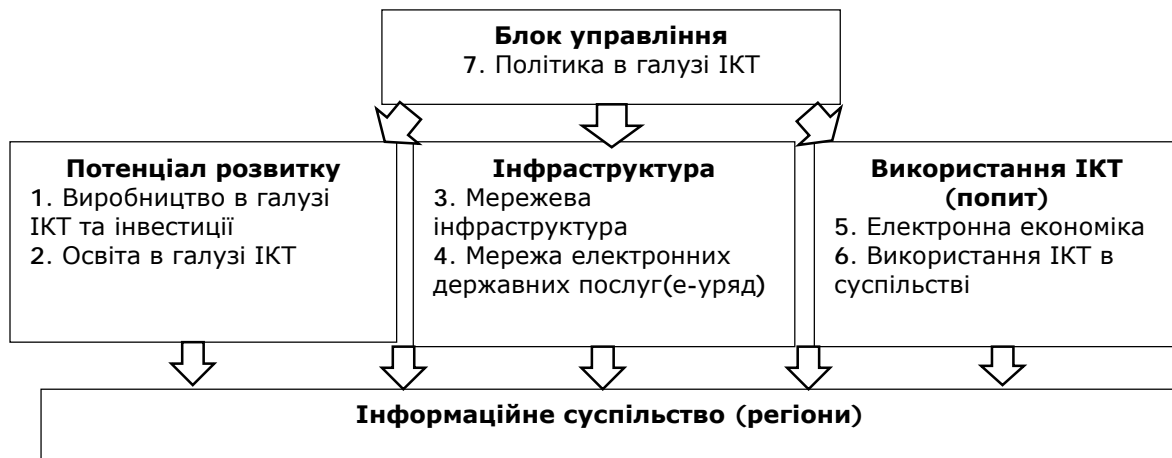 Блок управління
7. Політика в галузі ІКТ
Потенціал розвитку
1. Виробництво в галузі
ІКТ та інвестиції
2. Освіта в галузі ІКТ
Інфраструктура
3. Мережева
інфраструктура
4. Мережа електронних
державних послуг(е-уряд)
Використання ІКТ
(попит)
5. Електронна економіка
6. Використання ІКТ в
суспільстві
Інформаційне суспільство (регіони)